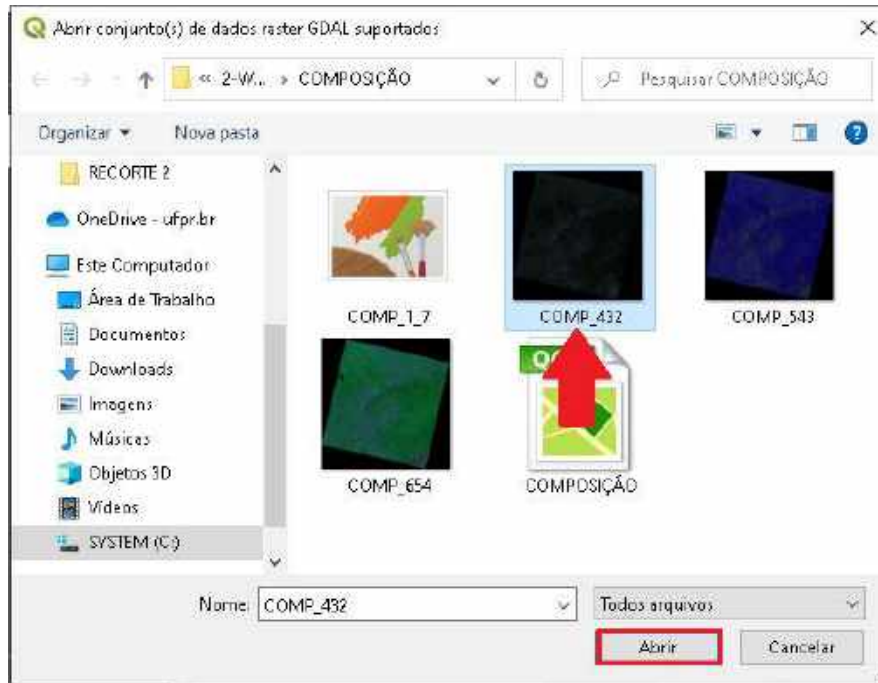 Abrir conjunto(s) de dados raster GDAL suportados
« 2-W... » COMPOSIÇÃO
Pesquisar COMPOSIÇÃO
Organizar
Nova pasta
RECORTE 2
OneDrive - ufpr.br
Este Computador
Área de Trabalho
Documentos
Downloads
Imagens
Músicas
Objetos 3D
Vídeos
SYSTEM (C:)
COMP_1_7
COMP_432
COMP_543
COMP_654
COMPOSIÇÃO
Nome: COMP_432
Todos arquivos
Abrir
Cancelar